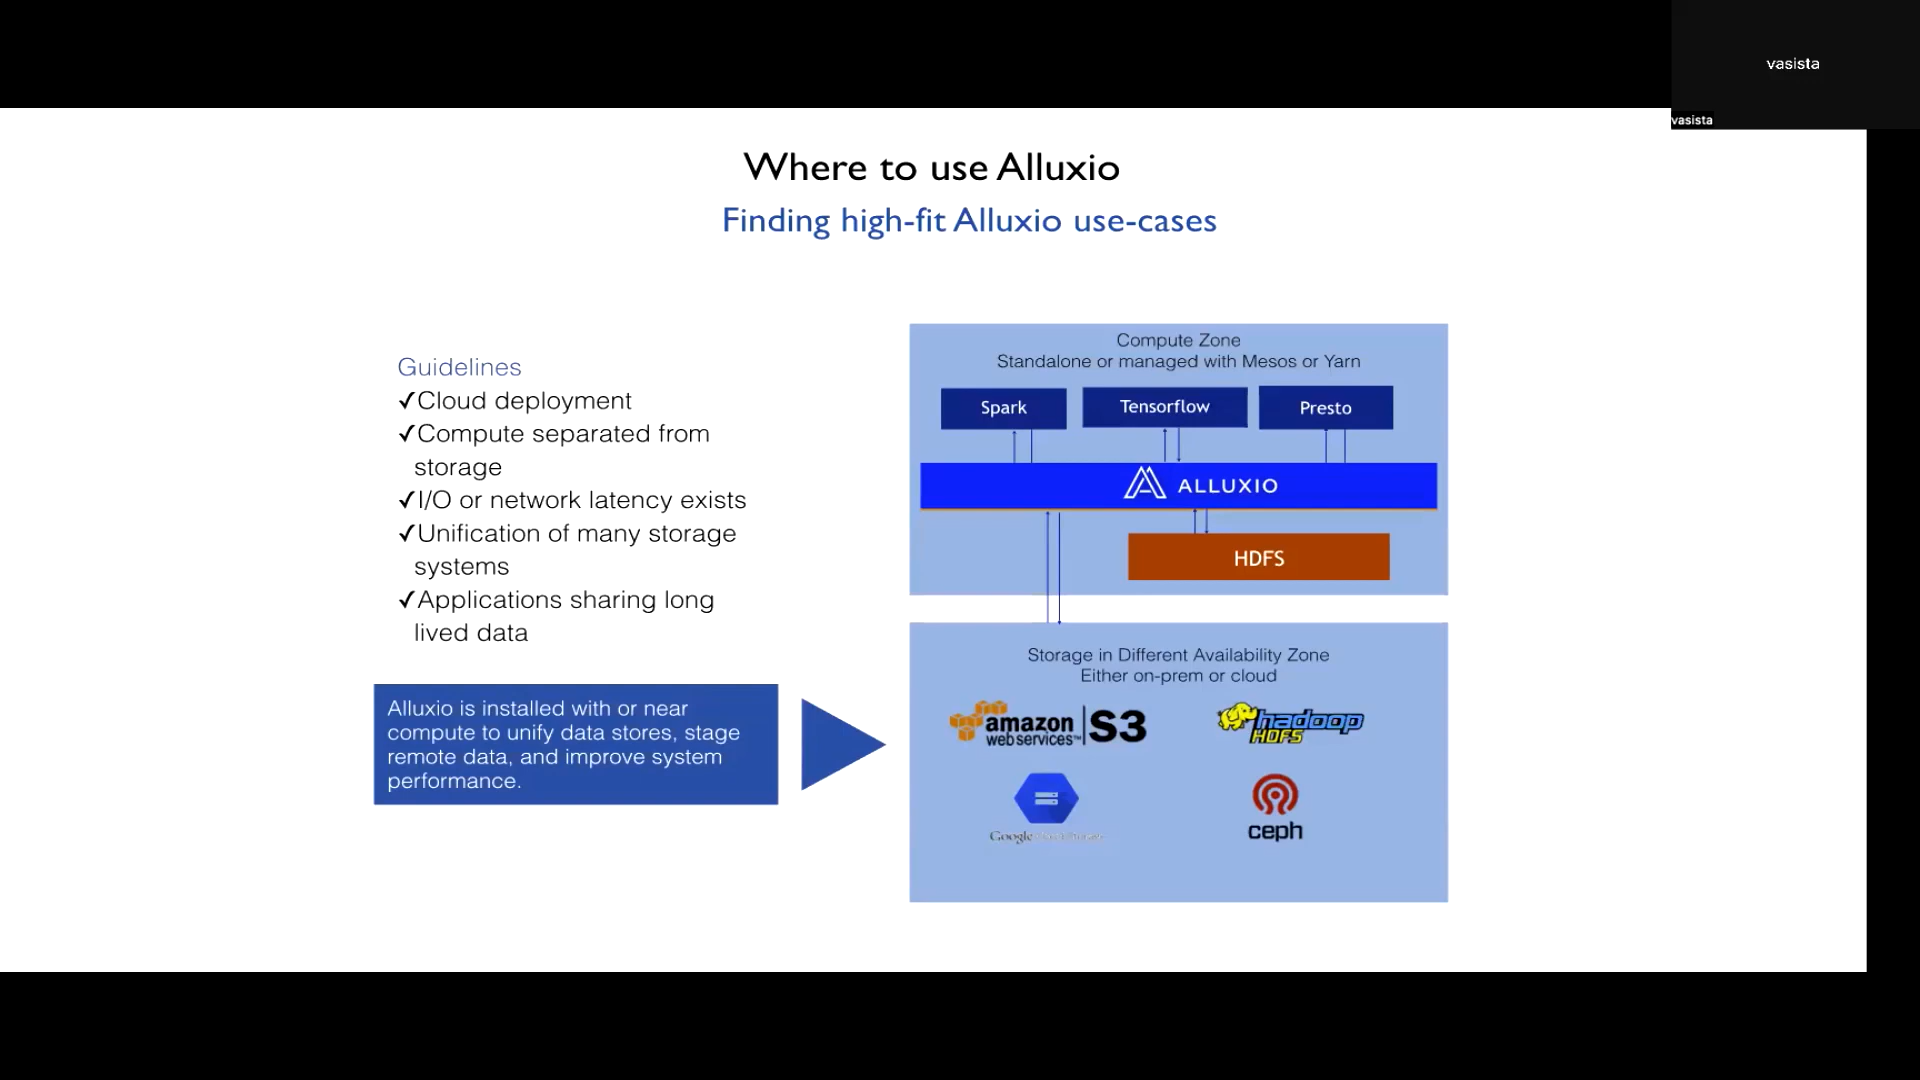 vasista
vasista
Where to use Alluxio
Finding high-fit Alluxio use-cases
Guidelines
✓Cloud deployment
✓Compute separated from
storage
✓I/O or network latency exists
✓Unification of many storage
systems
✓Applications sharing long
lived data
Alluxio is installed with or near
compute to unify data stores, stage
remote data, and improve system
performance.
Compute Zone
Standalone or managed with Mesos or Yarn
Spark
Tensorflow
Presto
ALLUXIO
HDFS
Storage in Different Availability Zone
Either on-prem or cloud
amazon
web services™
S3
hadoop
HDFS
Google
ceph